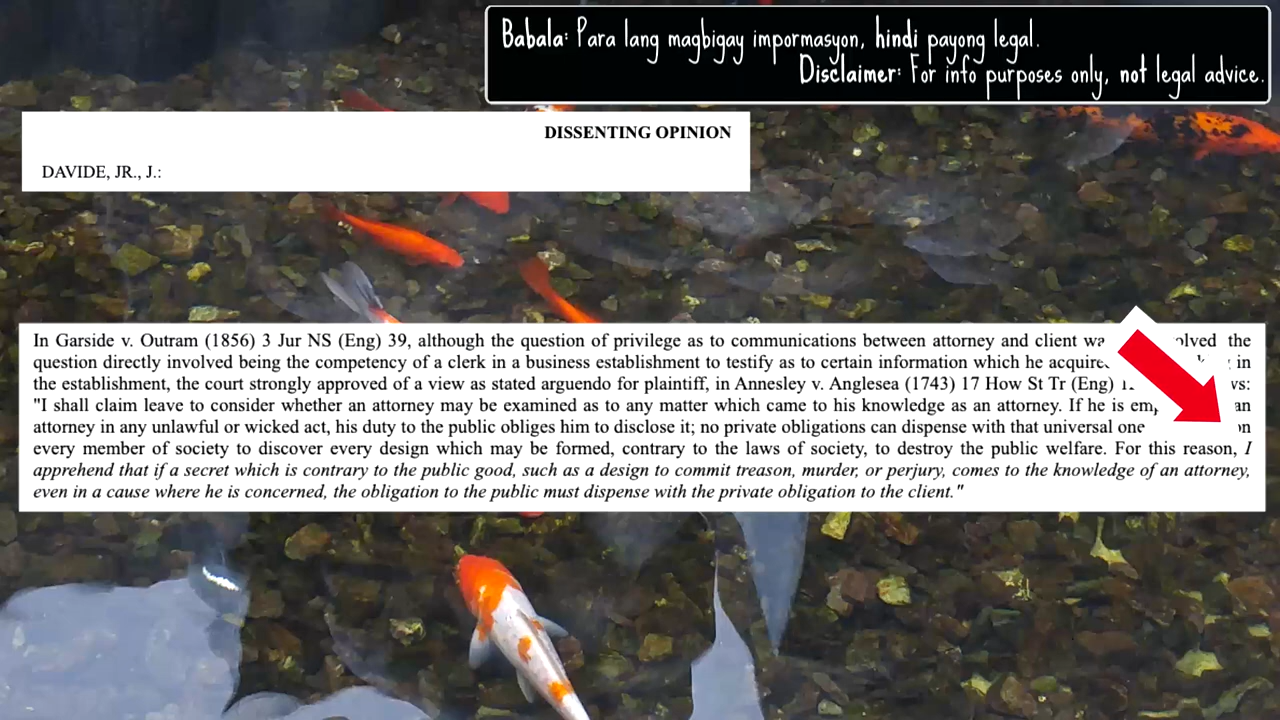 Babala: Para lang magbigay impormasyon, hindi payong legal.
Disclaimer: For info purposes only, not legal advice.
DISSENTING OPINION
DAVIDE, JR., J.:
In Garside v. Outram (1856) 3 Jur NS (Eng) 39, although the question of privilege as to communications between attorney and client the
question directly involved being the competency of a clerk in a business establishment to testify as to certain information which he in
the establishment, the court strongly approved of a view as stated arguendo for plaintiff, in Annesley v. Anglesea (1743) 17 How St Tr (Eng)
"I shall claim leave to consider whether an attorney may be examined as to any matter which came to his knowledge as an attorney. If he is an
attorney in any unlawful or wicked act, his duty to the public obliges him to disclose it; no private obligations can dispense with that universal one
every member of society to discover every design which may be formed, contrary to the laws of society, to destroy the public welfare. For this reason, I
apprehend that if a secret which is contrary to the public good, such as a design to commit treason, murder, or perjury, comes to the knowledge of an attorney,
even in a cause where he is concerned, the obligation to the public must dispense with the private obligation to the client."